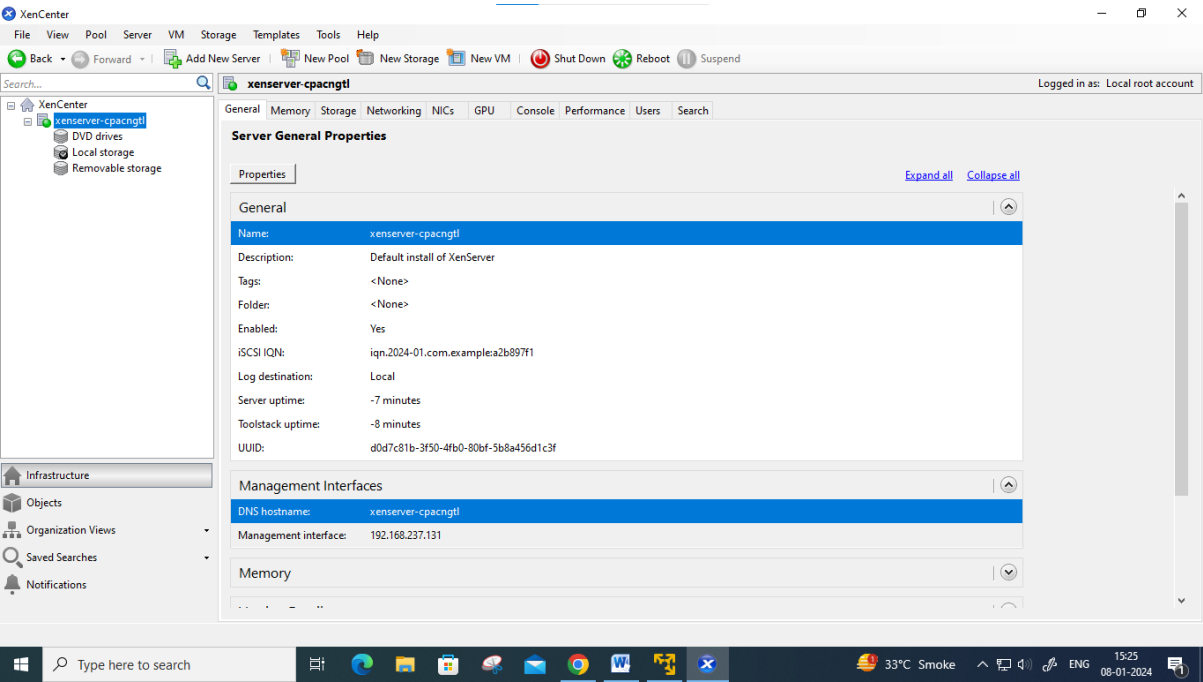 XenCenter
File View Pool Server VM Storage Templates Tools Help
Back Forward Add New Server New Pool New Storage New VM Shut Down Reboot Suspend
Search...
xenserver-cpacngtl Logged in as: Local root account
XenCenter
xenserver-cpacngtl
DVD drives
Local storage
Removable storage
Infrastructure
Objects
Organization Views
Saved Searches
Notifications
General Memory Storage Networking NICs GPU Console Performance Users Search
Server General Properties
Properties Expand all Collapse all
General
Name: xenserver-cpacngtl
Description: Default install of XenServer
Tags: <None>
Folder: <None>
Enabled: Yes
iSCSI IQN: iqn.2024-01.com.example:a2b897f1
Log destination: Local
Server uptime: -7 minutes
Toolstack uptime: -8 minutes
UUID: d0d7c81b-3f50-4fb0-80bf-5b8a456d1c3f
Management Interfaces
DNS hostname: xenserver-cpacngtl
Management interface: 192.168.237.131
Memory
Type here to search 33°C Smoke ENG 15:25
08-01-2024 1